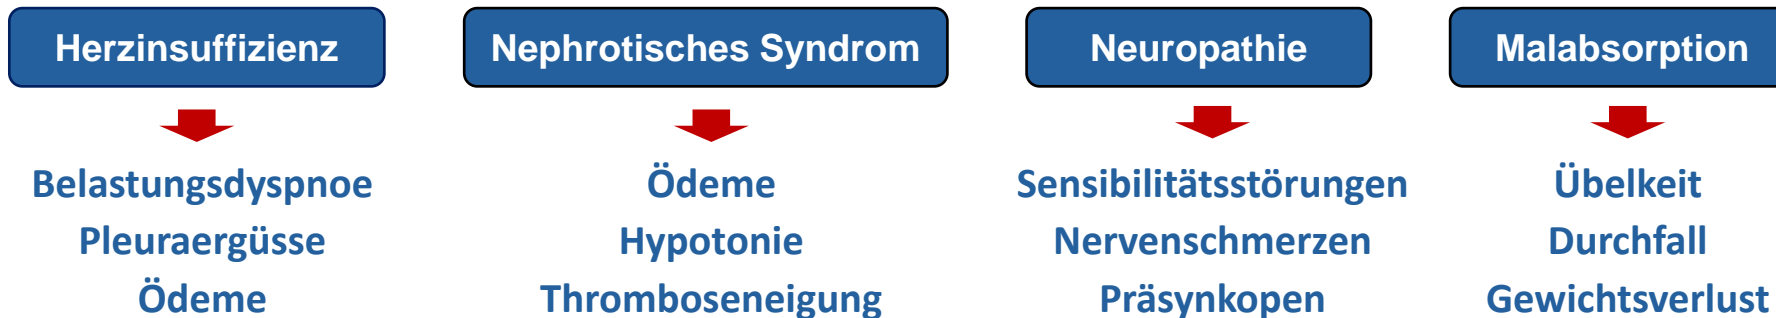 Herzinsuffizienz
Belastungsdyspnoe
Pleuraergüsse
Ödeme
Nephrotisches Syndrom
Ödeme
Hypotonie
Thromboseneigung
Neuropathie
Sensibilitätsstörungen
Nervenschmerzen
Präsynkopen
Malabsorption
Übelkeit
Durchfall
Gewichtsverlust